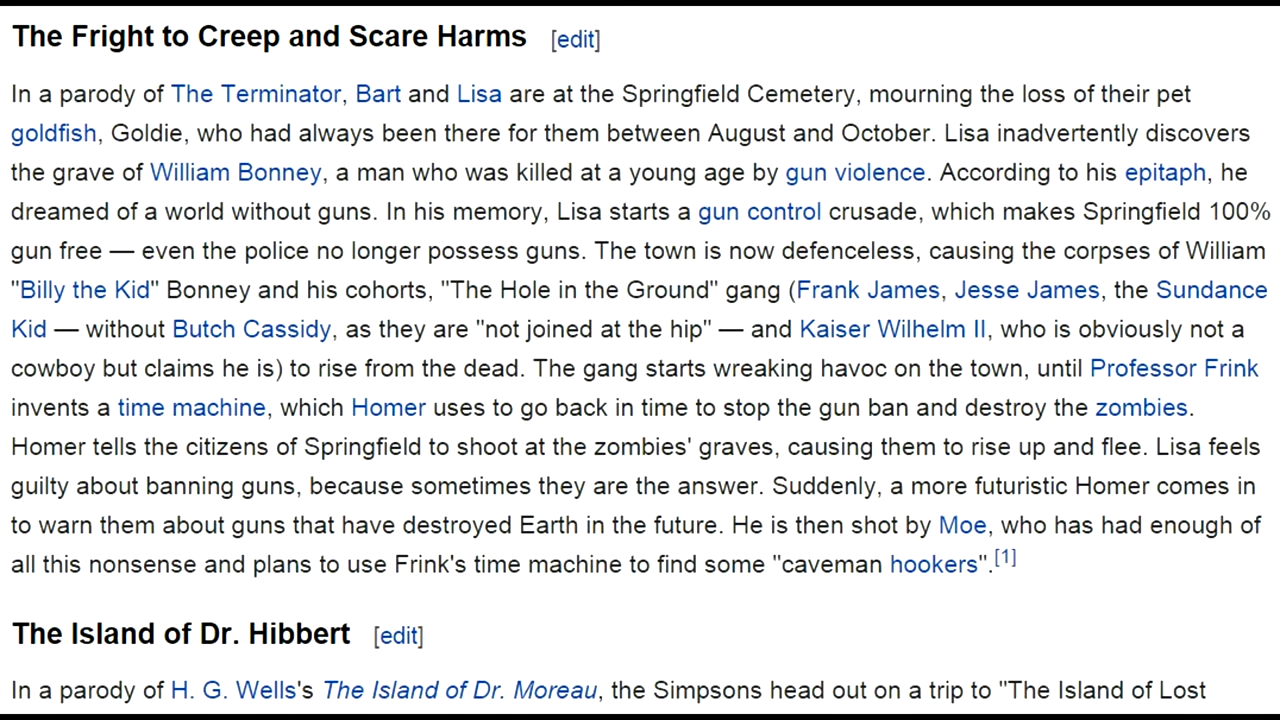 The Fright to Creep and Scare Harms [edit]
In a parody of The Terminator, Bart and Lisa are at the Springfield Cemetery, mourning the loss of their pet
goldfish, Goldie, who had always been there for them between August and October. Lisa inadvertently discovers
the grave of William Bonney, a man who was killed at a young age by gun violence. According to his epitaph, he
dreamed of a world without guns. In his memory, Lisa starts a gun control crusade, which makes Springfield 100%
gun free — even the police no longer possess guns. The town is now defenceless, causing the corpses of William
"Billy the Kid" Bonney and his cohorts, "The Hole in the Ground" gang (Frank James, Jesse James, the Sundance
Kid — without Butch Cassidy, as they are "not joined at the hip" — and Kaiser Wilhelm II, who is obviously not a
cowboy but claims he is) to rise from the dead. The gang starts wreaking havoc on the town, until Professor Frink
invents a time machine, which Homer uses to go back in time to stop the gun ban and destroy the zombies.
Homer tells the citizens of Springfield to shoot at the zombies' graves, causing them to rise up and flee. Lisa feels
guilty about banning guns, because sometimes they are the answer. Suddenly, a more futuristic Homer comes in
to warn them about guns that have destroyed Earth in the future. He is then shot by Moe, who has had enough of
all this nonsense and plans to use Frink's time machine to find some "caveman hookers".[1]
The Island of Dr. Hibbert [edit]
In a parody of H. G. Wells's The Island of Dr. Moreau, the Simpsons head out on a trip to "The Island of Lost